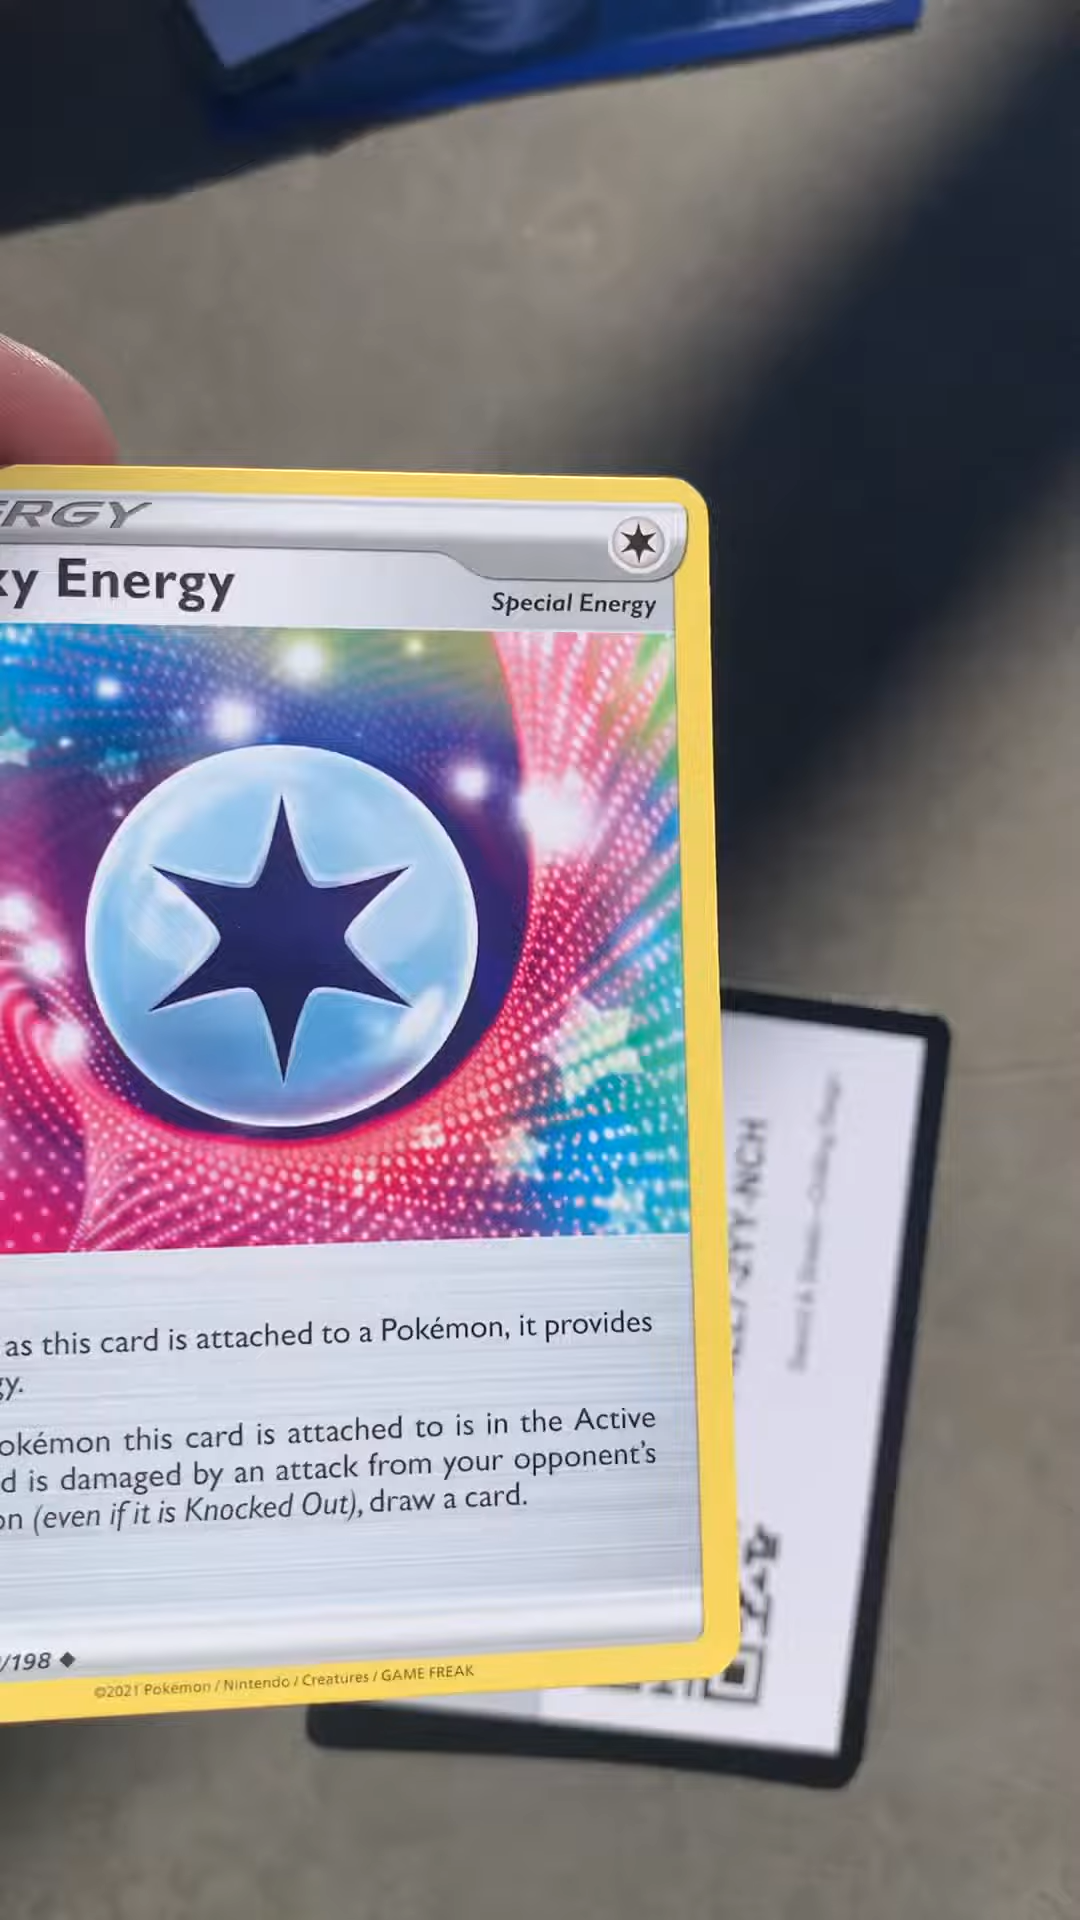 ERGY
ky Energy
Special Energy
as this card is attached to a Pokémon, it provides
gy.
okémon this card is attached to is in the Active
d is damaged by an attack from your opponent's
on (even if it is Knocked Out), draw a card.
/198
©2021 Pokémon / Nintendo / Creatures / GAME FREAK